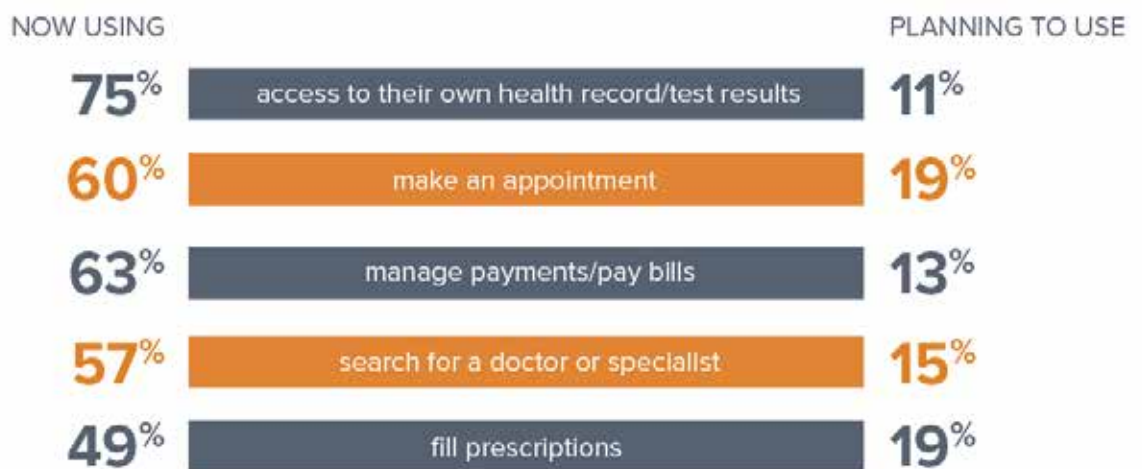 NOW USING PLANNING TO USE
75% access to their own health record/test results 11%
60% make an appointment 19%
63% manage payments/pay bills 13%
57% search for a doctor or specialist 15%
49% fill prescriptions 19%